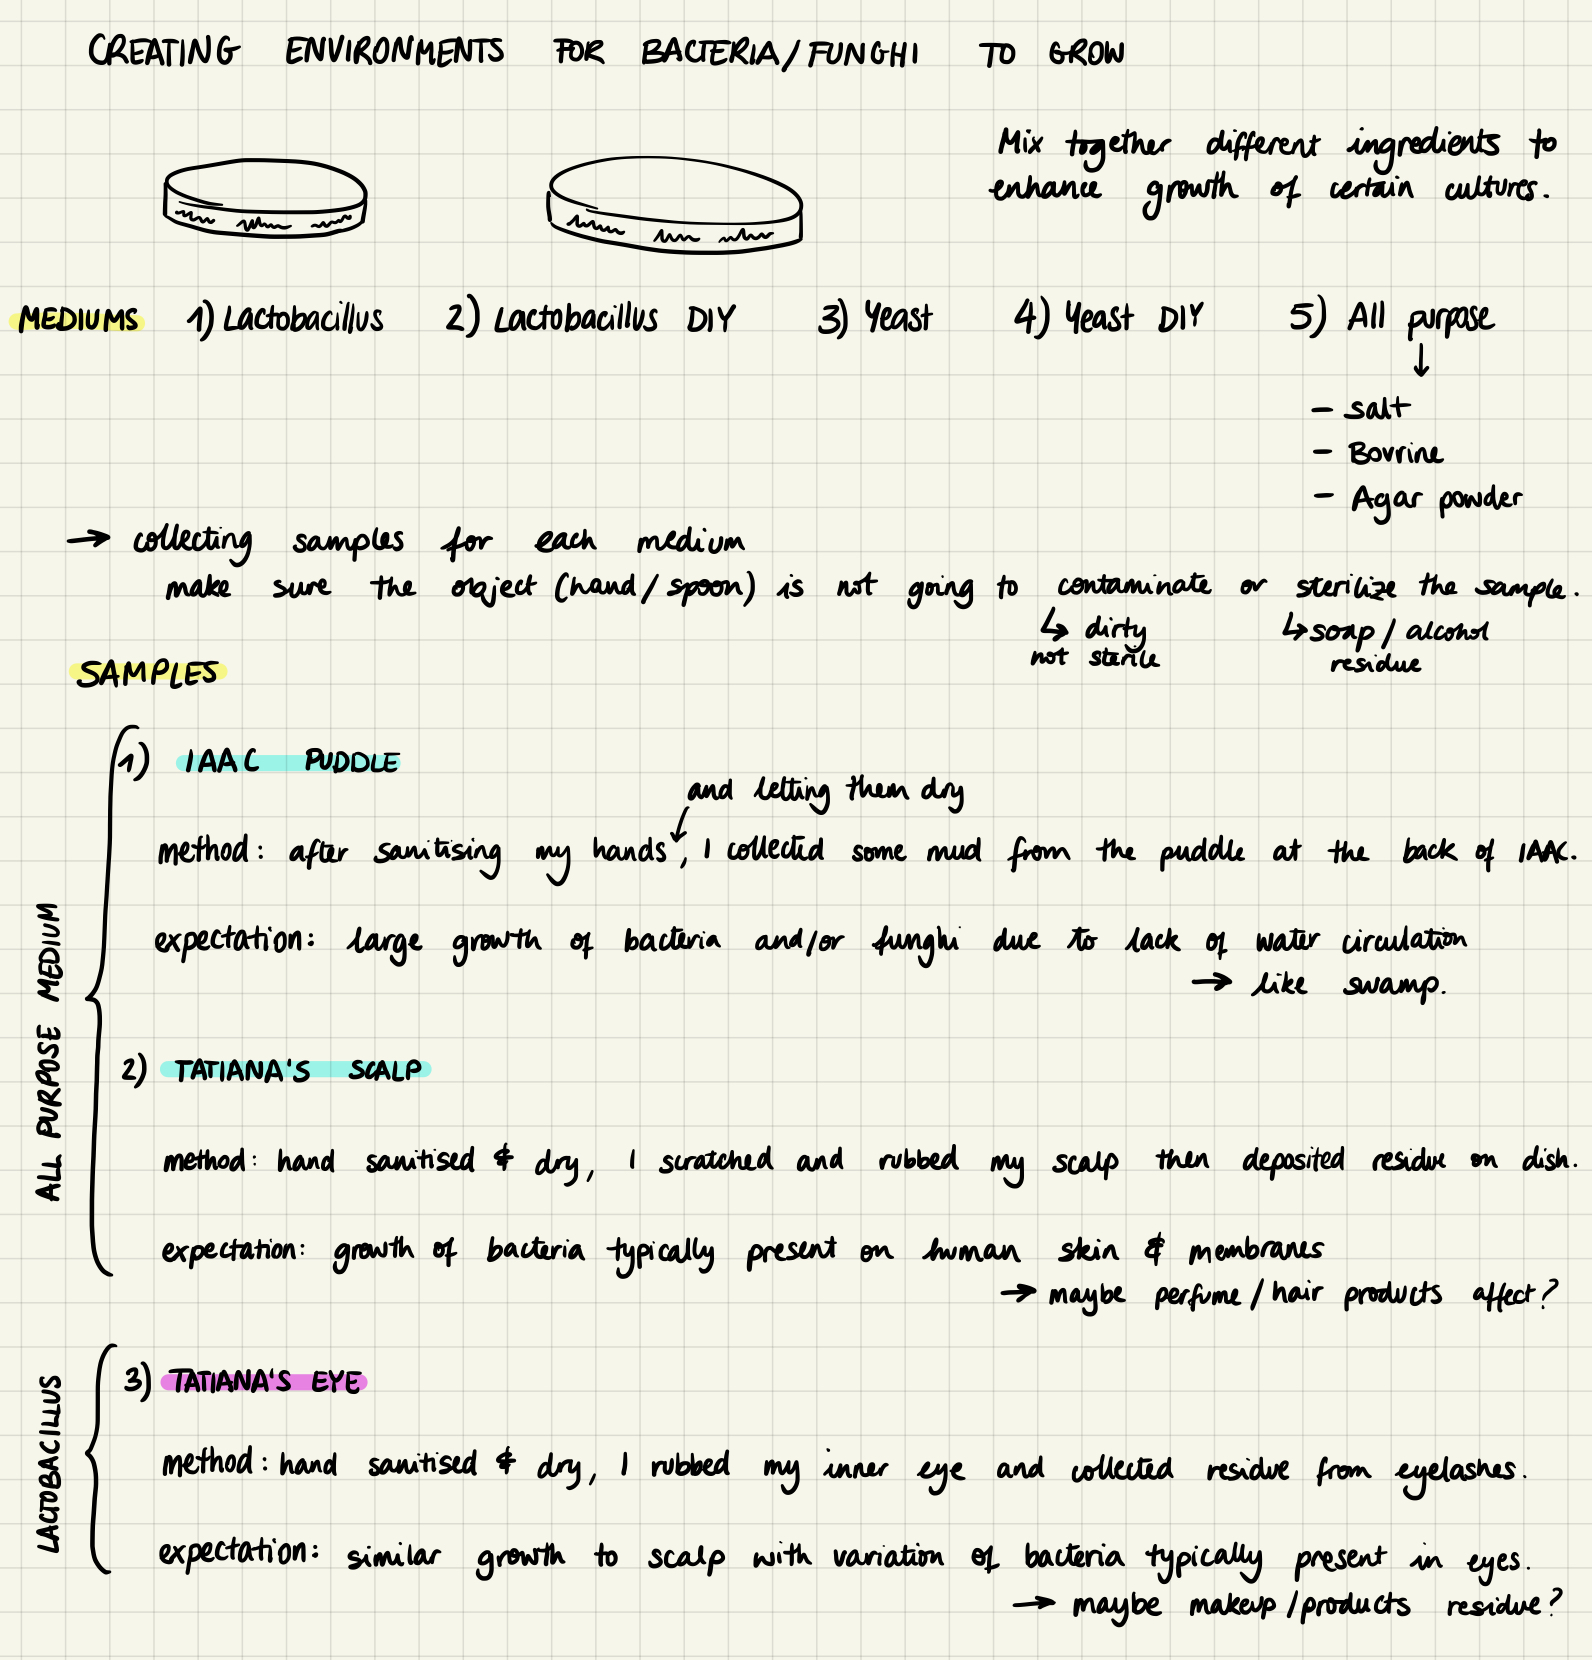 CREATING ENVIRONMENTS FOR BACTERIA/FUNGHI TO GROW
Mix together different ingredients to
enhance growth of certain cultures.
MEDIUMS 1) Lactobacillus 2) Lactobacillus DIY 3) Yeast 4) Yeast DIY 5) All purpose
↓
- salt
- Bovrine
- Agar powder
→ collecting samples for each medium
make sure the object (hand/spoon) is not going to contaminate or sterilize the sample.
↳ dirty
not sterile
↳ soap / alcohol
residue
SAMPLES
ALL PURPOSE MEDIUM
1) IAAC PUDDLE
and letting them dry
method: after sanitising my hands, I collected some mud from the puddle at the back of IAAC.
expectation: large growth of bacteria and/or funghi due to lack of water circulation
→ like swamp.
2) TATIANA'S SCALP
method: hand sanitised & dry, I scratched and rubbed my scalp then deposited residue on dish.
expectation: growth of bacteria typically present on human skin & membranes
→ maybe perfume/hair products affect?
LACTOBACILLUS
3) TATIANA'S EYE
method: hand sanitised & dry, I rubbed my inner eye and collected residue from eyelashes.
expectation: similar growth to scalp with variation of bacteria typically present in eyes.
→ maybe makeup/products residue?